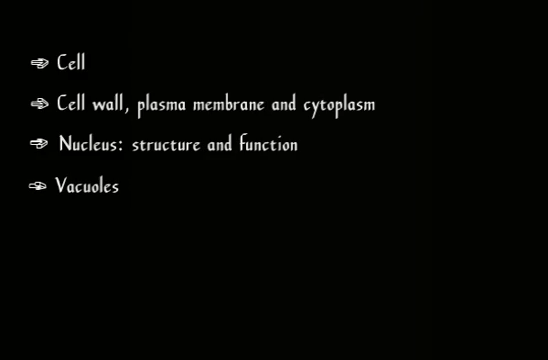 Cell
Cell wall, plasma membrane and cytoplasm
Nucleus: structure and function
Vacuoles